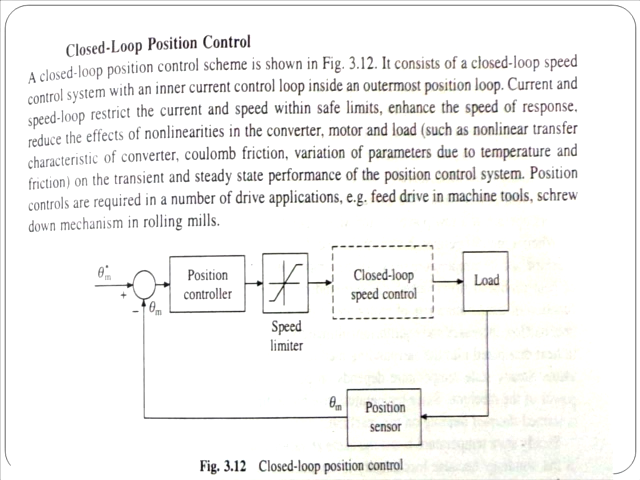 Closed-Loop Position Control
A closed-loop position control scheme is shown in Fig. 3.12. It consists of a closed-loop speed
control system with an inner current control loop inside an outermost position loop. Current and
speed-loop restrict the current and speed within safe limits, enhance the speed of response,
reduce the effects of nonlinearities in the converter, motor and load (such as nonlinear transfer
characteristic of converter, coulomb friction, variation of parameters due to temperature and
friction) on the transient and steady state performance of the position control system. Position
controls are required in a number of drive applications, e.g. feed drive in machine tools, schrew
down mechanism in rolling mills.
θ*m
+
−
θm
Position
controller
Speed
limiter
Closed-loop
speed control
Load
θm
Position
sensor
Fig. 3.12 Closed-loop position control